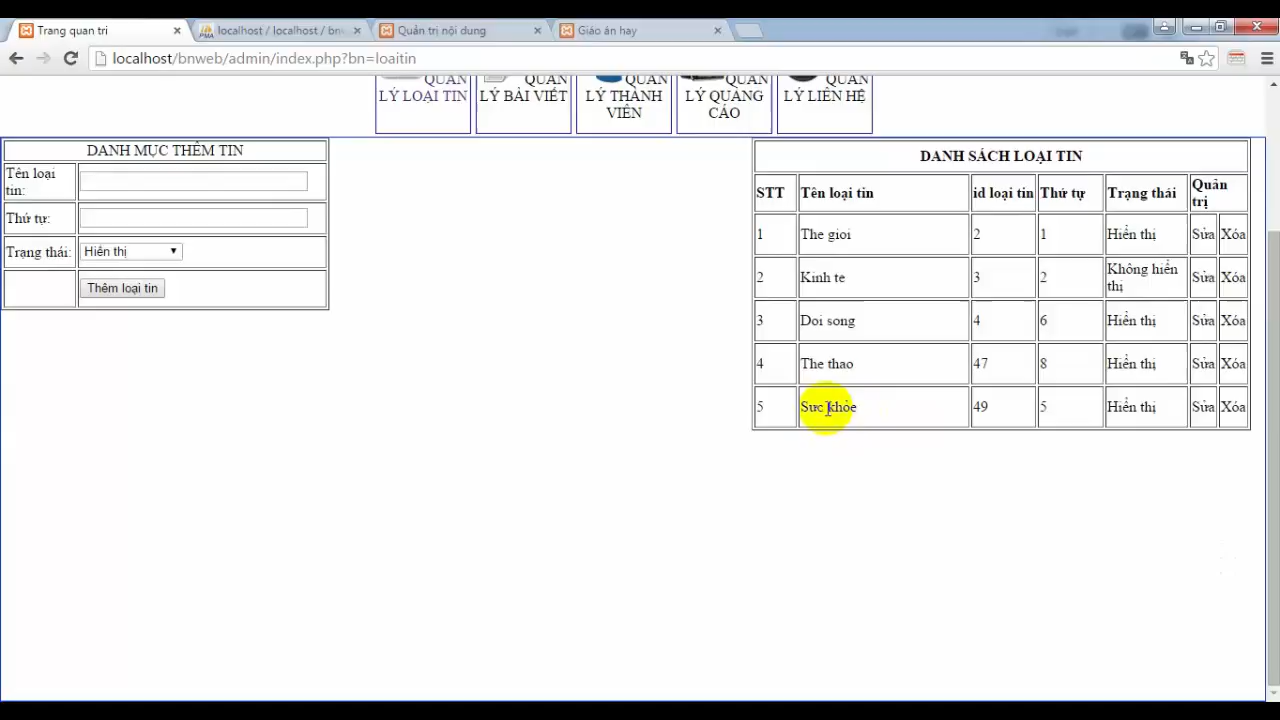 Trang quan tri
localhost / localhost / bnw
Quản trị nội dung
Giáo án hay
localhost/bnweb/admin/index.php?bn=loaitin
QUẢN LÝ LOẠI TIN
QUẢN LÝ BÀI VIẾT
QUẢN LÝ THÀNH VIÊN
QUẢN LÝ QUẢNG CÁO
QUẢN LÝ LIÊN HỆ
DANH MỤC THÊM TIN
Tên loại tin:
Thứ tự:
Trạng thái: Hiển thị
Thêm loại tin
DANH SÁCH LOẠI TIN
STT Tên loại tin id loại tin Thứ tự Trạng thái Quản trị
1 The gioi 2 1 Hiển thị Sửa Xóa
2 Kinh te 3 2 Không hiển thị Sửa Xóa
3 Doi song 4 6 Hiển thị Sửa Xóa
4 The thao 47 8 Hiển thị Sửa Xóa
5 Sưc khỏe 49 5 Hiển thị Sửa Xóa